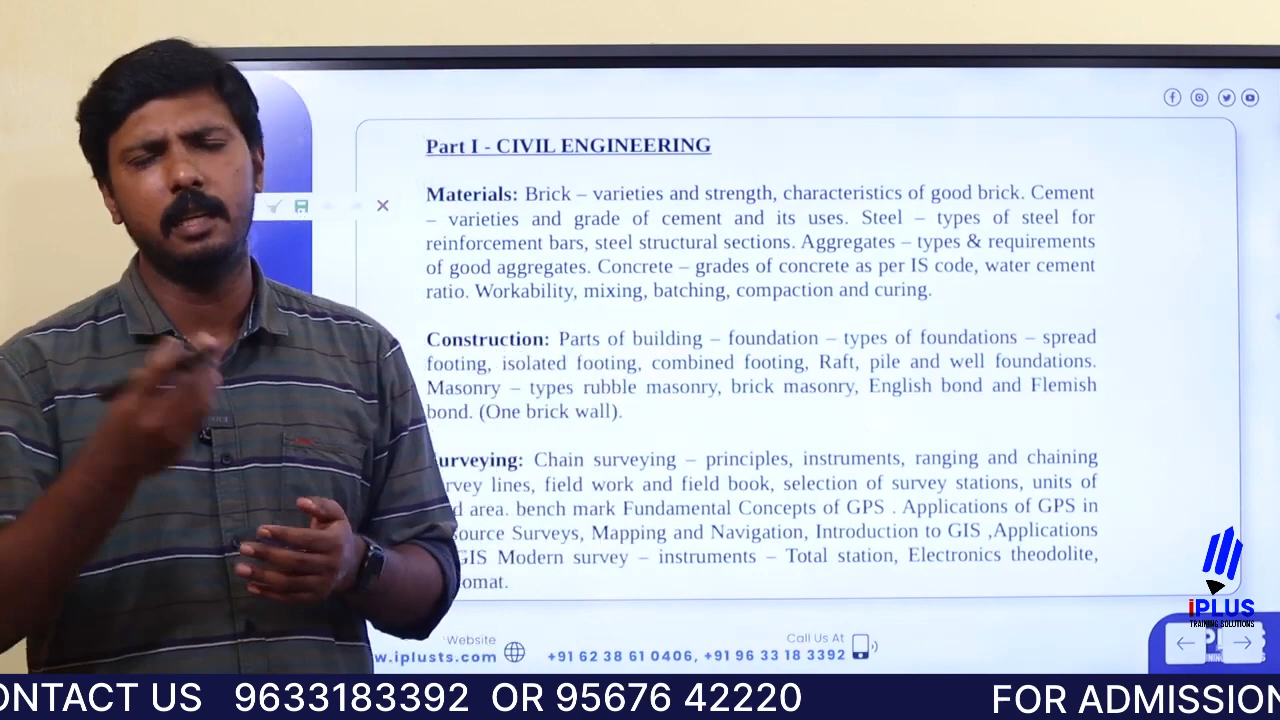 Part I - CIVIL ENGINEERING
Materials: Brick – varieties and strength, characteristics of good brick. Cement
– varieties and grade of cement and its uses. Steel – types of steel for
reinforcement bars, steel structural sections. Aggregates – types & requirements
of good aggregates. Concrete – grades of concrete as per IS code, water cement
ratio. Workability, mixing, batching, compaction and curing.
Construction: Parts of building – foundation – types of foundations – spread
footing, isolated footing, combined footing, Raft, pile and well foundations.
Masonry – types rubble masonry, brick masonry, English bond and Flemish
bond. (One brick wall).
urveying: Chain surveying – principles, instruments, ranging and chaining
rvey lines, field work and field book, selection of survey stations, units of
d area. bench mark Fundamental Concepts of GPS . Applications of GPS in
source Surveys, Mapping and Navigation, Introduction to GIS ,Applications
GIS Modern survey – instruments – Total station, Electronics theodolite,
omat.
iPLUS
TRAINING SOLUTIONS
Website
w.iplusts.com
Call Us At
+91 62 38 61 0406, +91 96 33 18 3392
ONTACT US 9633183392 OR 95676 42220
FOR ADMISSION